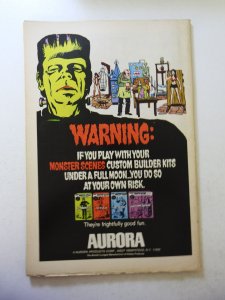 WARNING:
IF YOU PLAY WITH YOUR
MONSTER SCENES CUSTOM BUILDER KITS
UNDER A FULL MOON...YOU DO SO
AT YOUR OWN RISK.
They're frightfully good fun.
AURORA